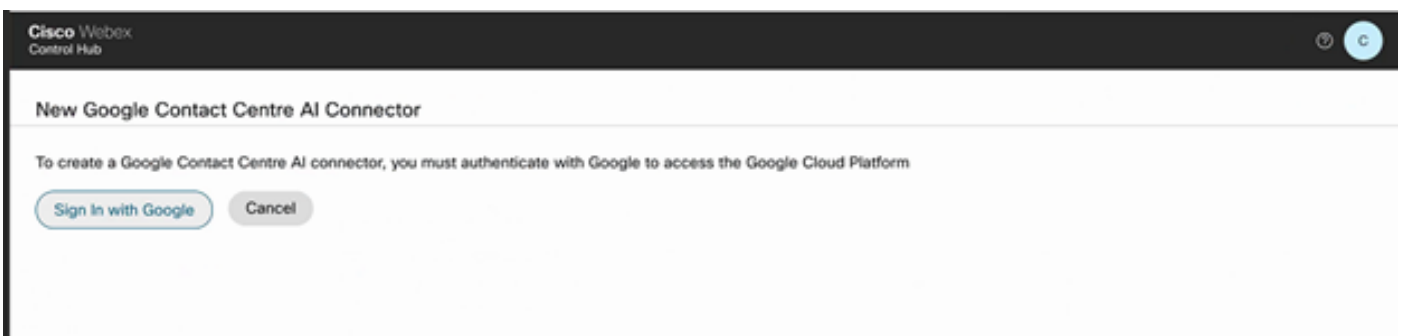 Cisco Webex
Control Hub
C
New Google Contact Centre AI Connector
To create a Google Contact Centre AI connector, you must authenticate with Google to access the Google Cloud Platform
Sign In with Google
Cancel